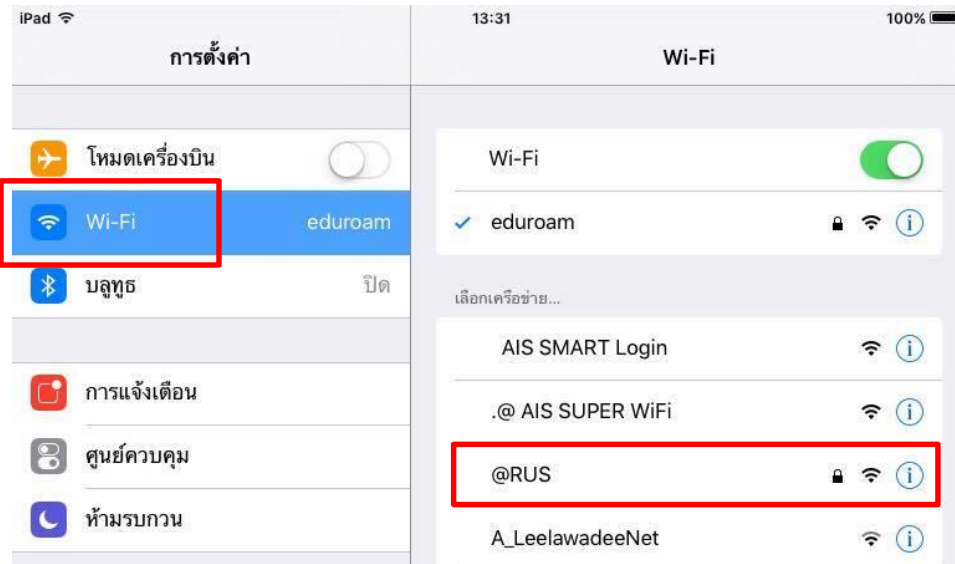 iPad 13:31 100%
การตั้งค่า
Wi-Fi
โหมดเครื่องบิน
Wi-Fi eduroam
บลูทูธ ปิด
การแจ้งเตือน
ศูนย์ควบคุม
ห้ามรบกวน
Wi-Fi
eduroam
เลือกเครือข่าย...
AIS SMART Login
.@ AIS SUPER WiFi
@RUS
A_LeelawadeeNet